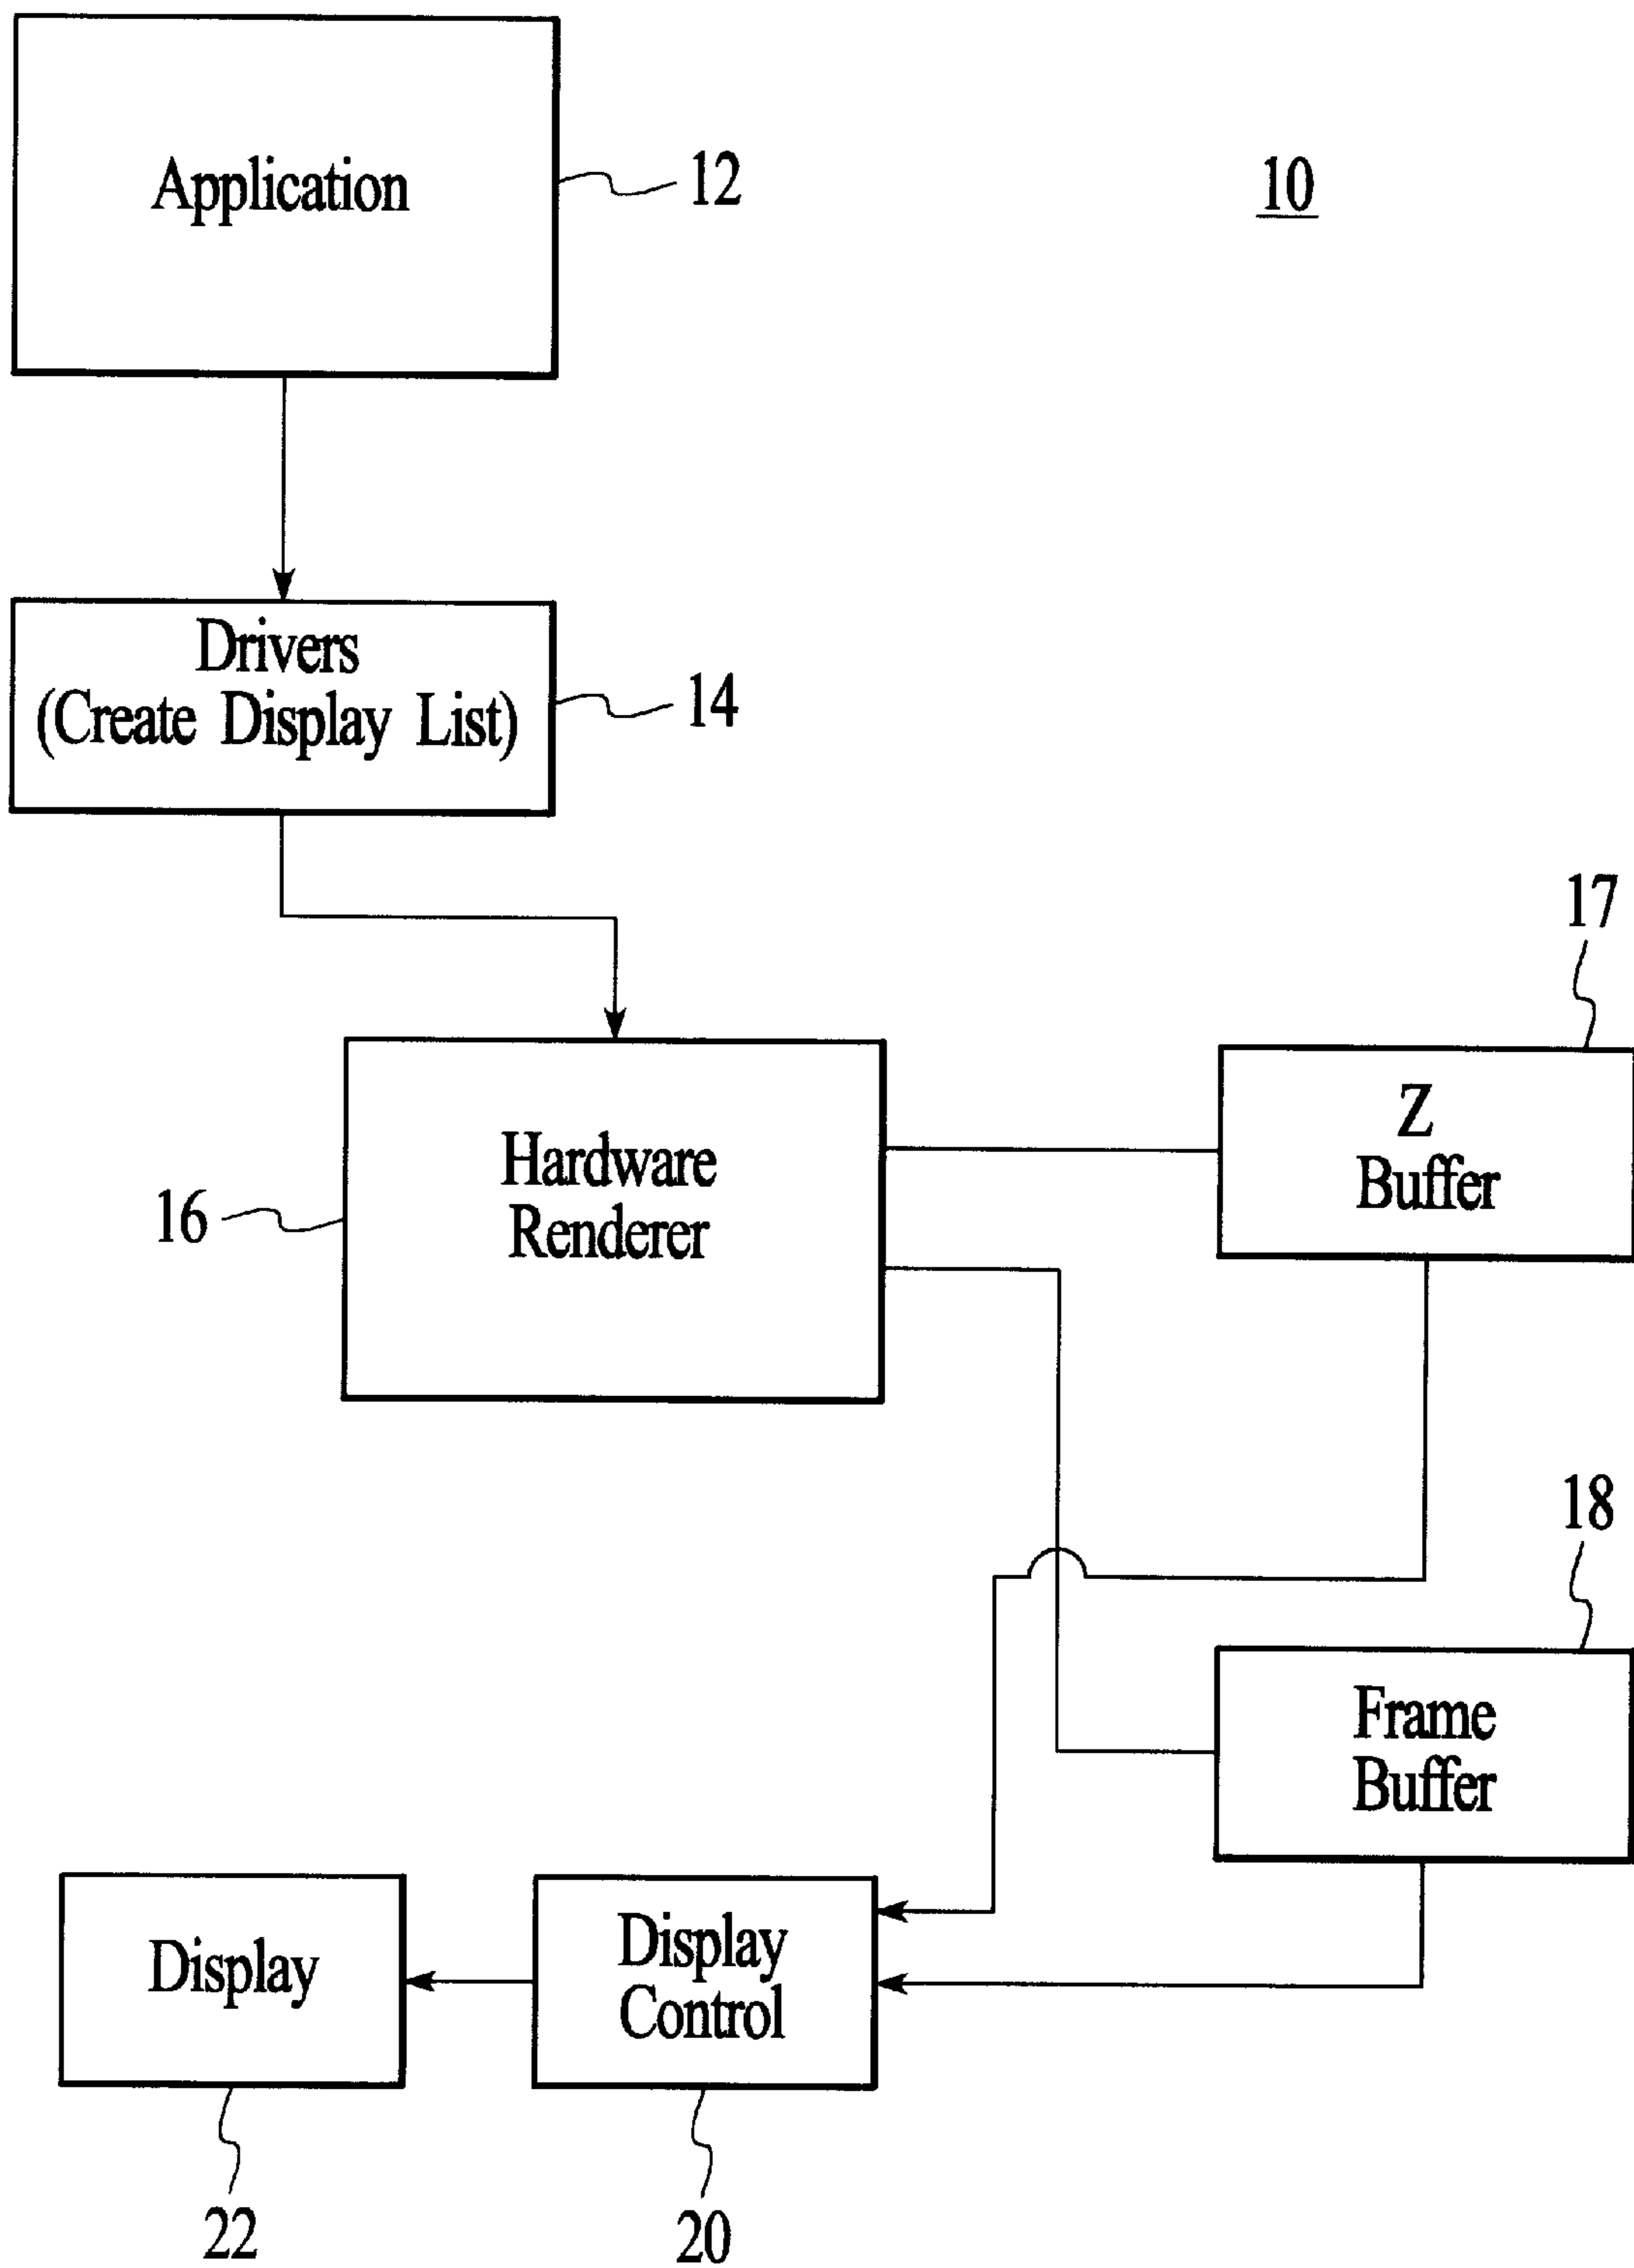 Application
12
10
Drivers
(Create Display List)
14
17
Z
Buffer
Hardware
Renderer
16
18
Frame
Buffer
Display
Display
Control
22
20